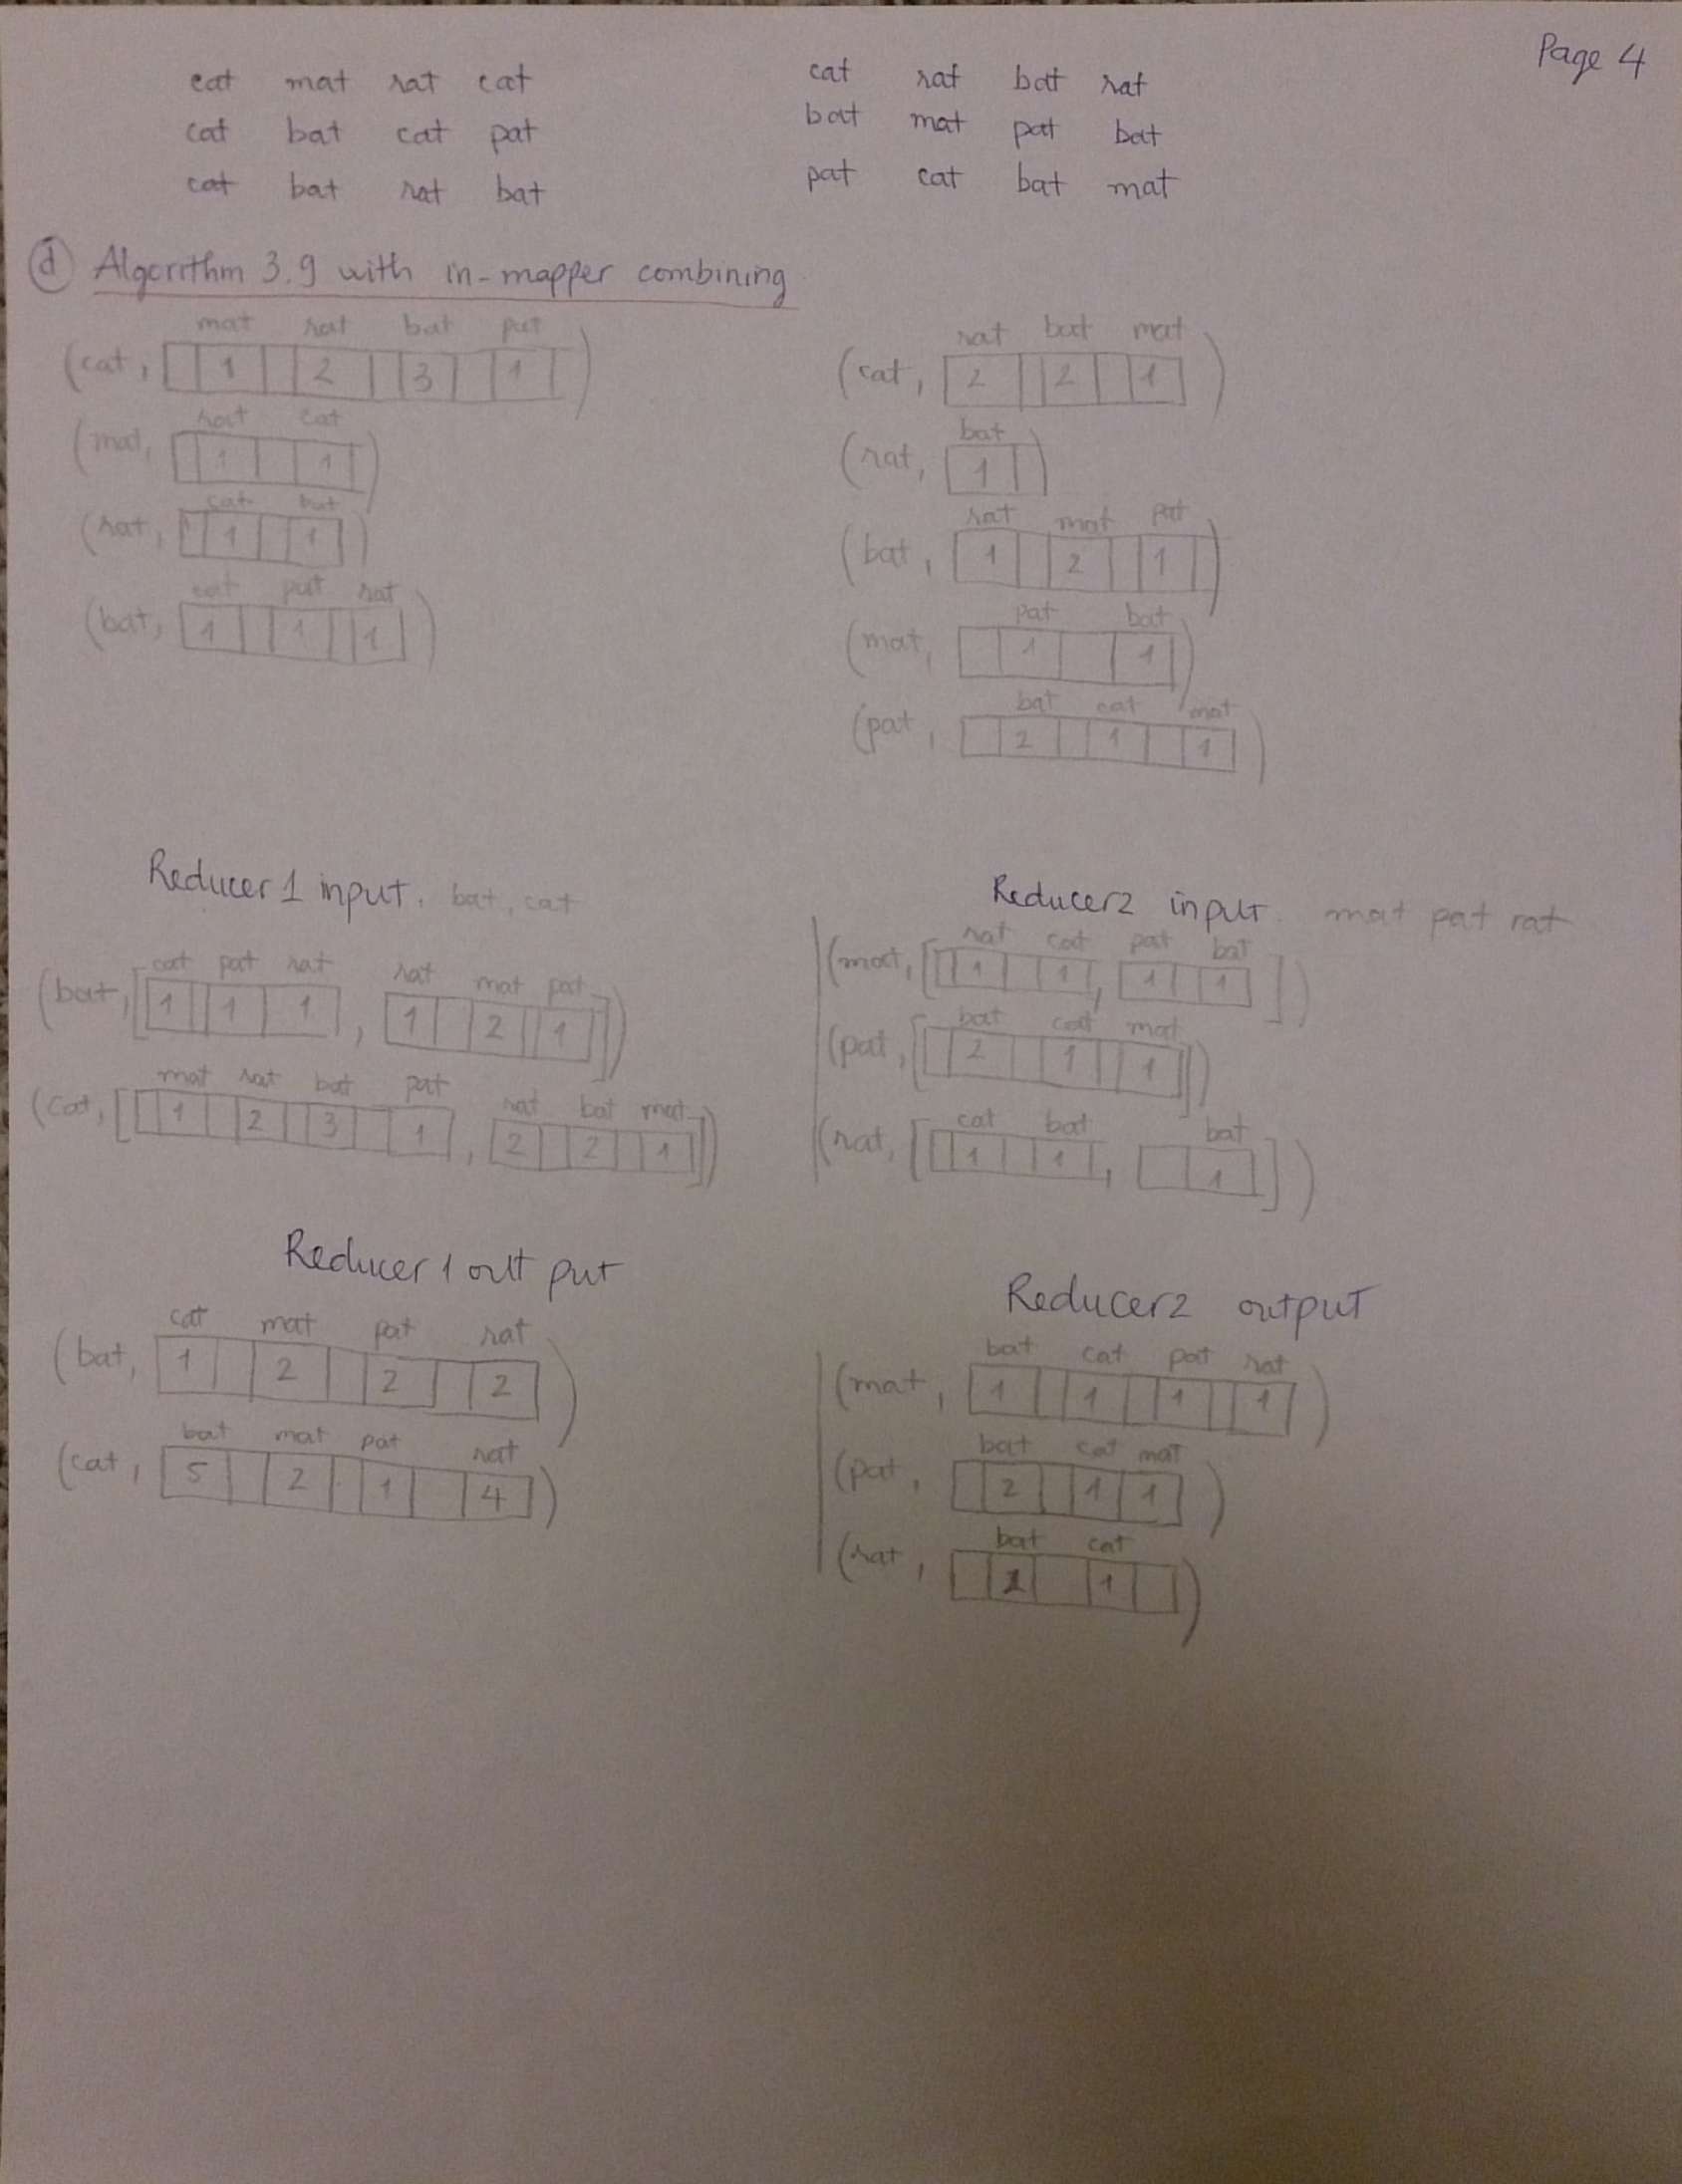 Page 4
cat mat rat cat
cat bat cat pat
cat bat rat bat
cat rat bat rat
bat mat pat bat
pat cat bat mat
(d) Algorithm 3.9 with in-mapper combining
mat rat bat pat
(cat, 1 2 3 1)
rat cat
(mat, 1 1)
cat bat
(rat, 1 1)
cat pat rat
(bat, 1 1 1)
rat bat mat
(cat, 2 2 1)
bat
(rat, 1)
rat mat pat
(bat, 1 2 1)
pat bat
(mat, 1 1)
bat cat mat
(pat, 2 1 1)
Reducer 1 input. bat, cat
cat pat rat rat mat pat
(bat, [1 1 1, 1 2 1])
mat rat bat pat rat bat mat
(cat, [1 2 3 1, 2 2 1])
Reducer2 input. mat pat rat
rat cat pat bat
(mat, [1 1, 1 1])
bat cat mat
(pat, [2 1 1])
cat bat bat
(rat, [1 1, 1])
Reducer 1 out put
cat mat pat rat
(bat, 1 2 2 2)
bat mat pat rat
(cat, 5 2 1 4)
Reducer2 output
bat cat pat rat
(mat, 1 1 1 1)
bat cat mat
(pat, 2 1 1)
bat cat
(rat, 2 1)